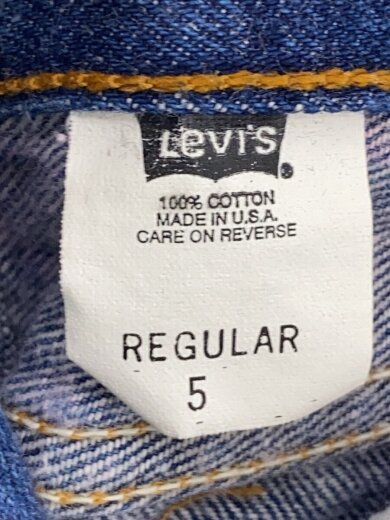 Levi's
100% COTTON
MADE IN U.S.A.
CARE ON REVERSE
REGULAR
5